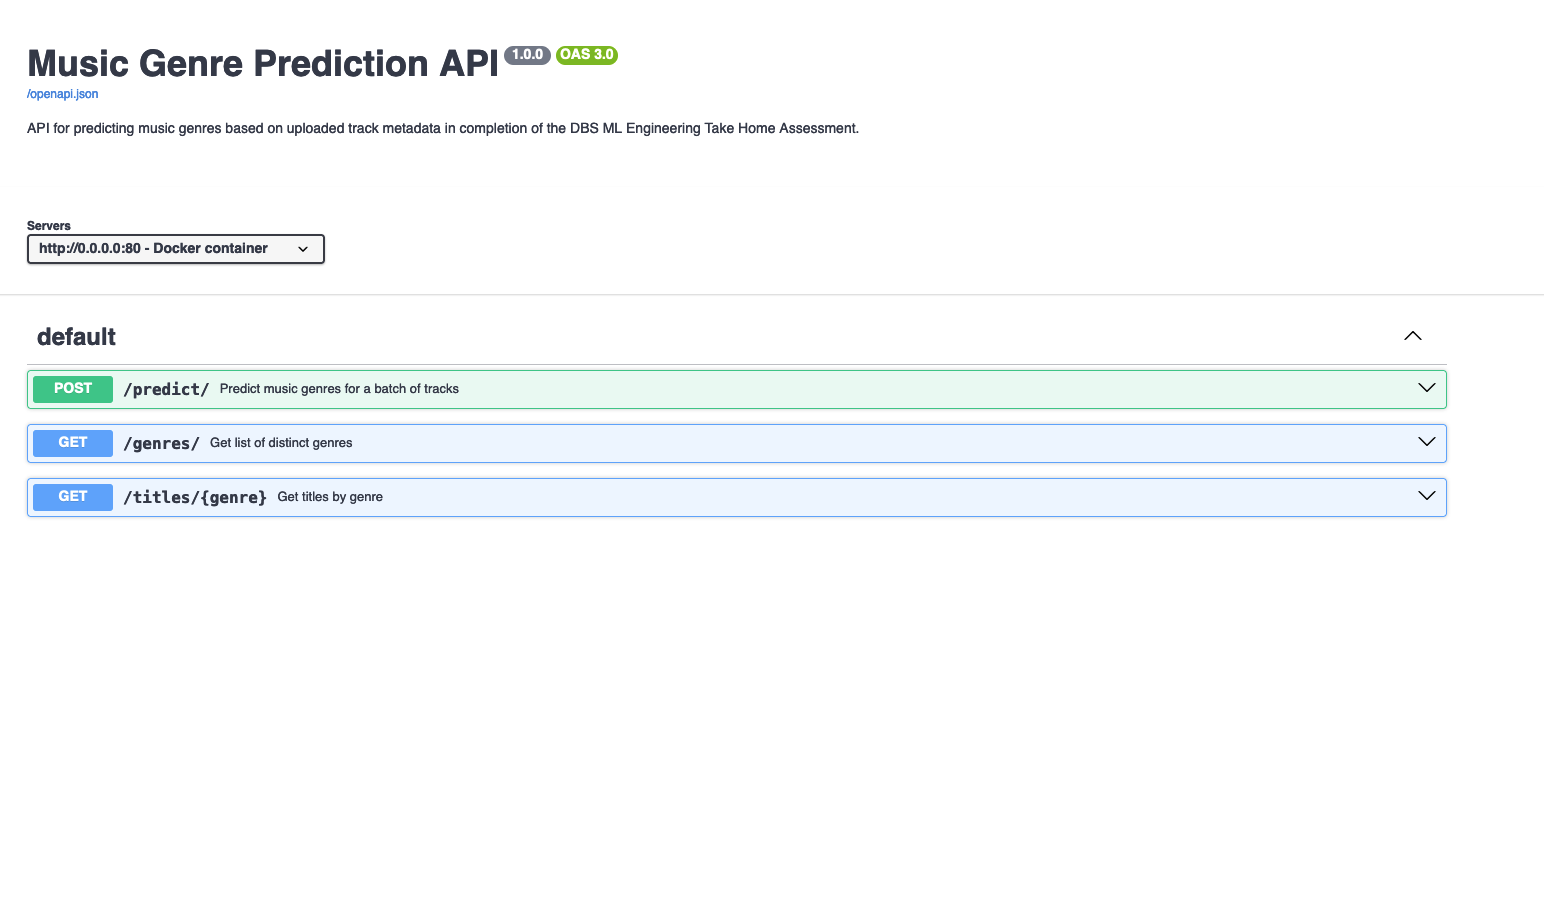 Music Genre Prediction API 1.0.0 OAS 3.0
/openapi.json
API for predicting music genres based on uploaded track metadata in completion of the DBS ML Engineering Take Home Assessment.
Servers
http://0.0.0.0:80 - Docker container
default
POST /predict/ Predict music genres for a batch of tracks
GET /genres/ Get list of distinct genres
GET /titles/{genre} Get titles by genre